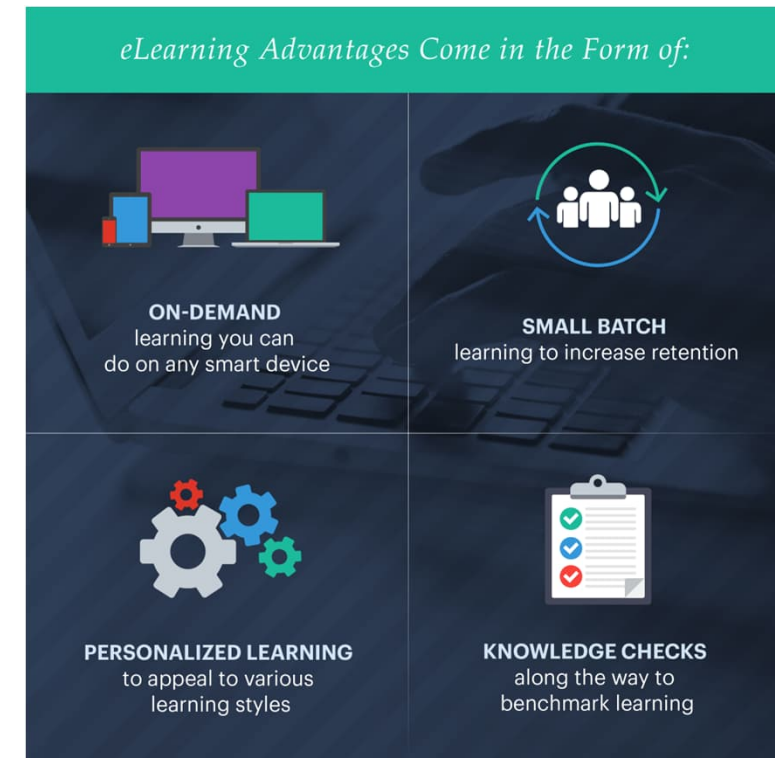 eLearning Advantages Come in the Form of:
ON-DEMAND
learning you can
do on any smart device
SMALL BATCH
learning to increase retention
PERSONALIZED LEARNING
to appeal to various
learning styles
KNOWLEDGE CHECKS
along the way to
benchmark learning